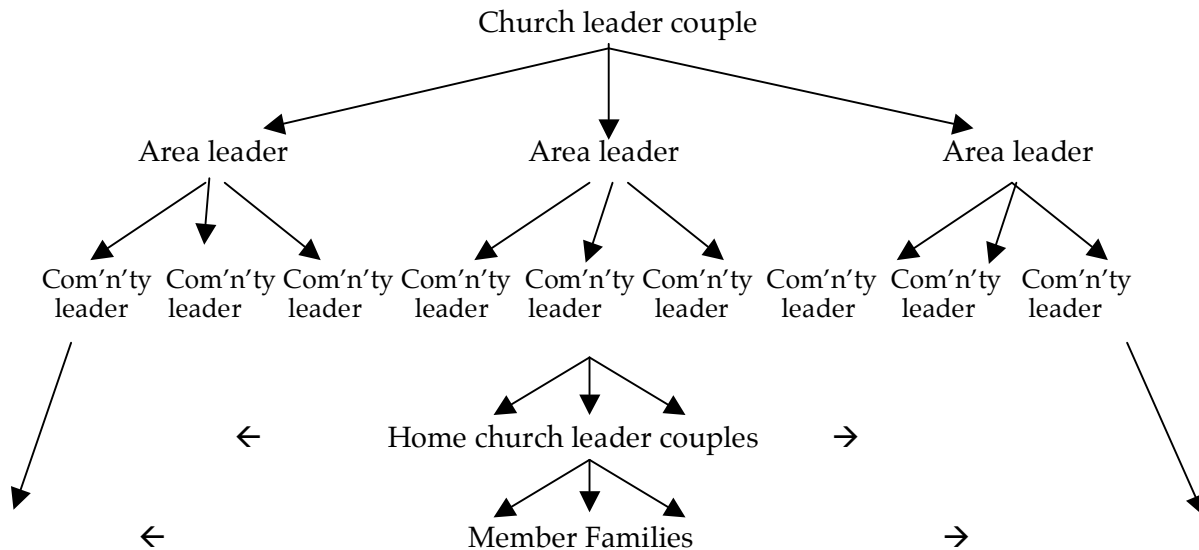 Church leader couple
Area leader Area leader Area leader
Com’n’ty Com’n’ty Com’n’ty Com’n’ty Com’n’ty Com’n’ty Com’n’ty Com’n’ty Com’n’ty
leader leader leader leader leader leader leader leader leader
← Home church leader couples →
← Member Families →